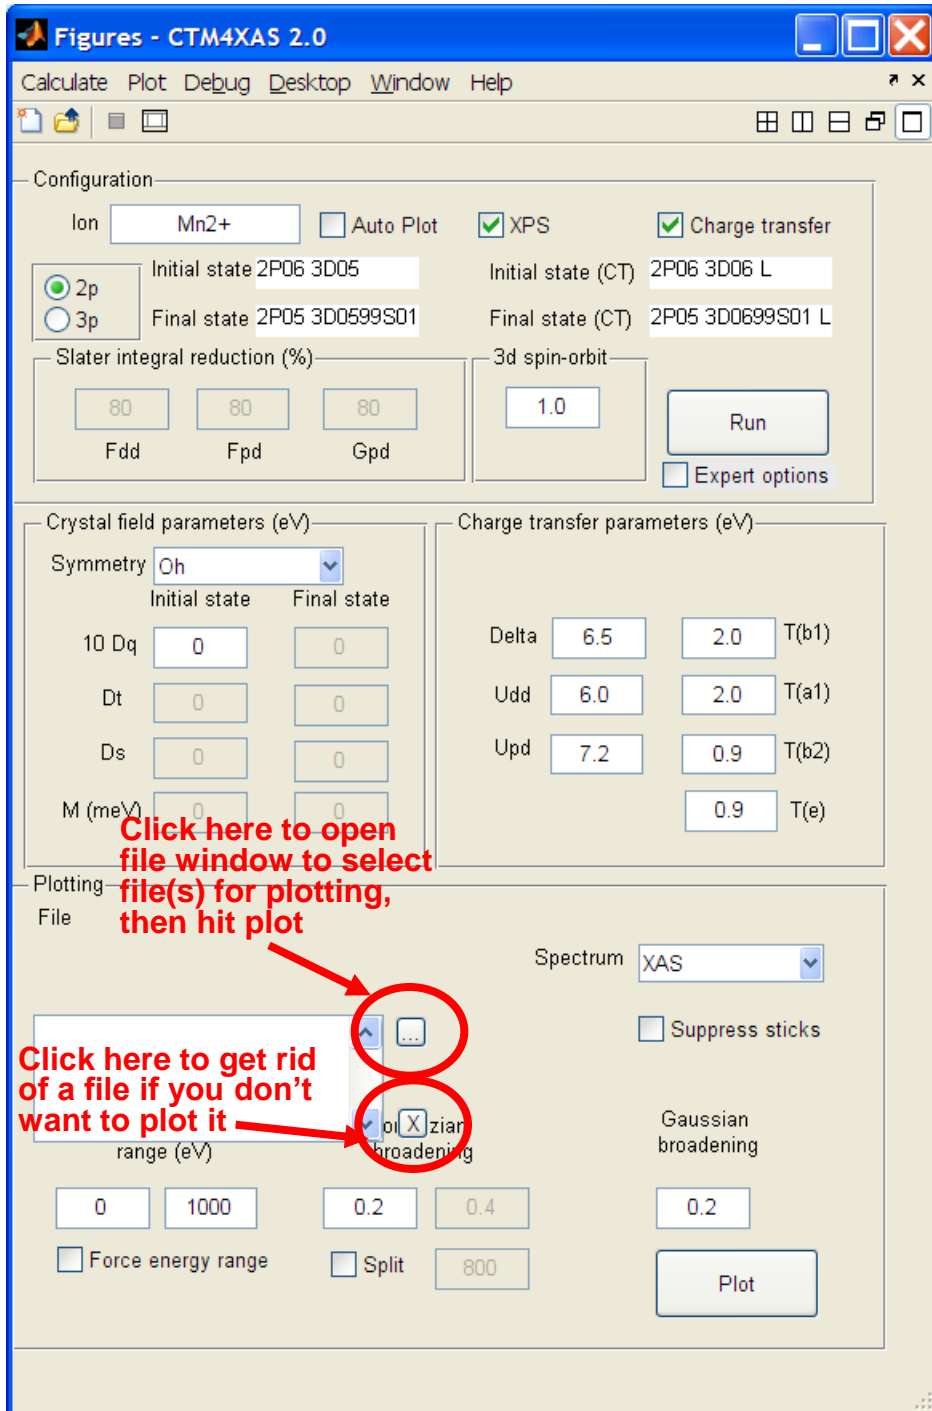 Figures - CTM4XAS 2.0
Calculate Plot Debug Desktop Window Help
Configuration
Ion Mn2+ Auto Plot XPS Charge transfer
2p Initial state 2P06 3D05 Initial state (CT) 2P06 3D06 L
3p Final state 2P05 3D0599S01 Final state (CT) 2P05 3D0699S01 L
Slater integral reduction (%) 3d spin-orbit
80 80 80 1.0
Fdd Fpd Gpd
Run
Expert options
Crystal field parameters (eV) Charge transfer parameters (eV)
Symmetry Oh
Initial state Final state
10 Dq 0 0 Delta 6.5 2.0 T(b1)
Dt 0 0 Udd 6.0 2.0 T(a1)
Ds 0 0 Upd 7.2 0.9 T(b2)
M (meV) 0 0 0.9 T(e)
Click here to open
file window to select
file(s) for plotting,
then hit plot
Plotting
File
Spectrum XAS
... Suppress sticks
Click here to get rid
of a file if you don't
want to plot it
X
range (eV) broadening
Gaussian
broadening
0 1000 0.2 0.4 0.2
Force energy range Split 800
Plot